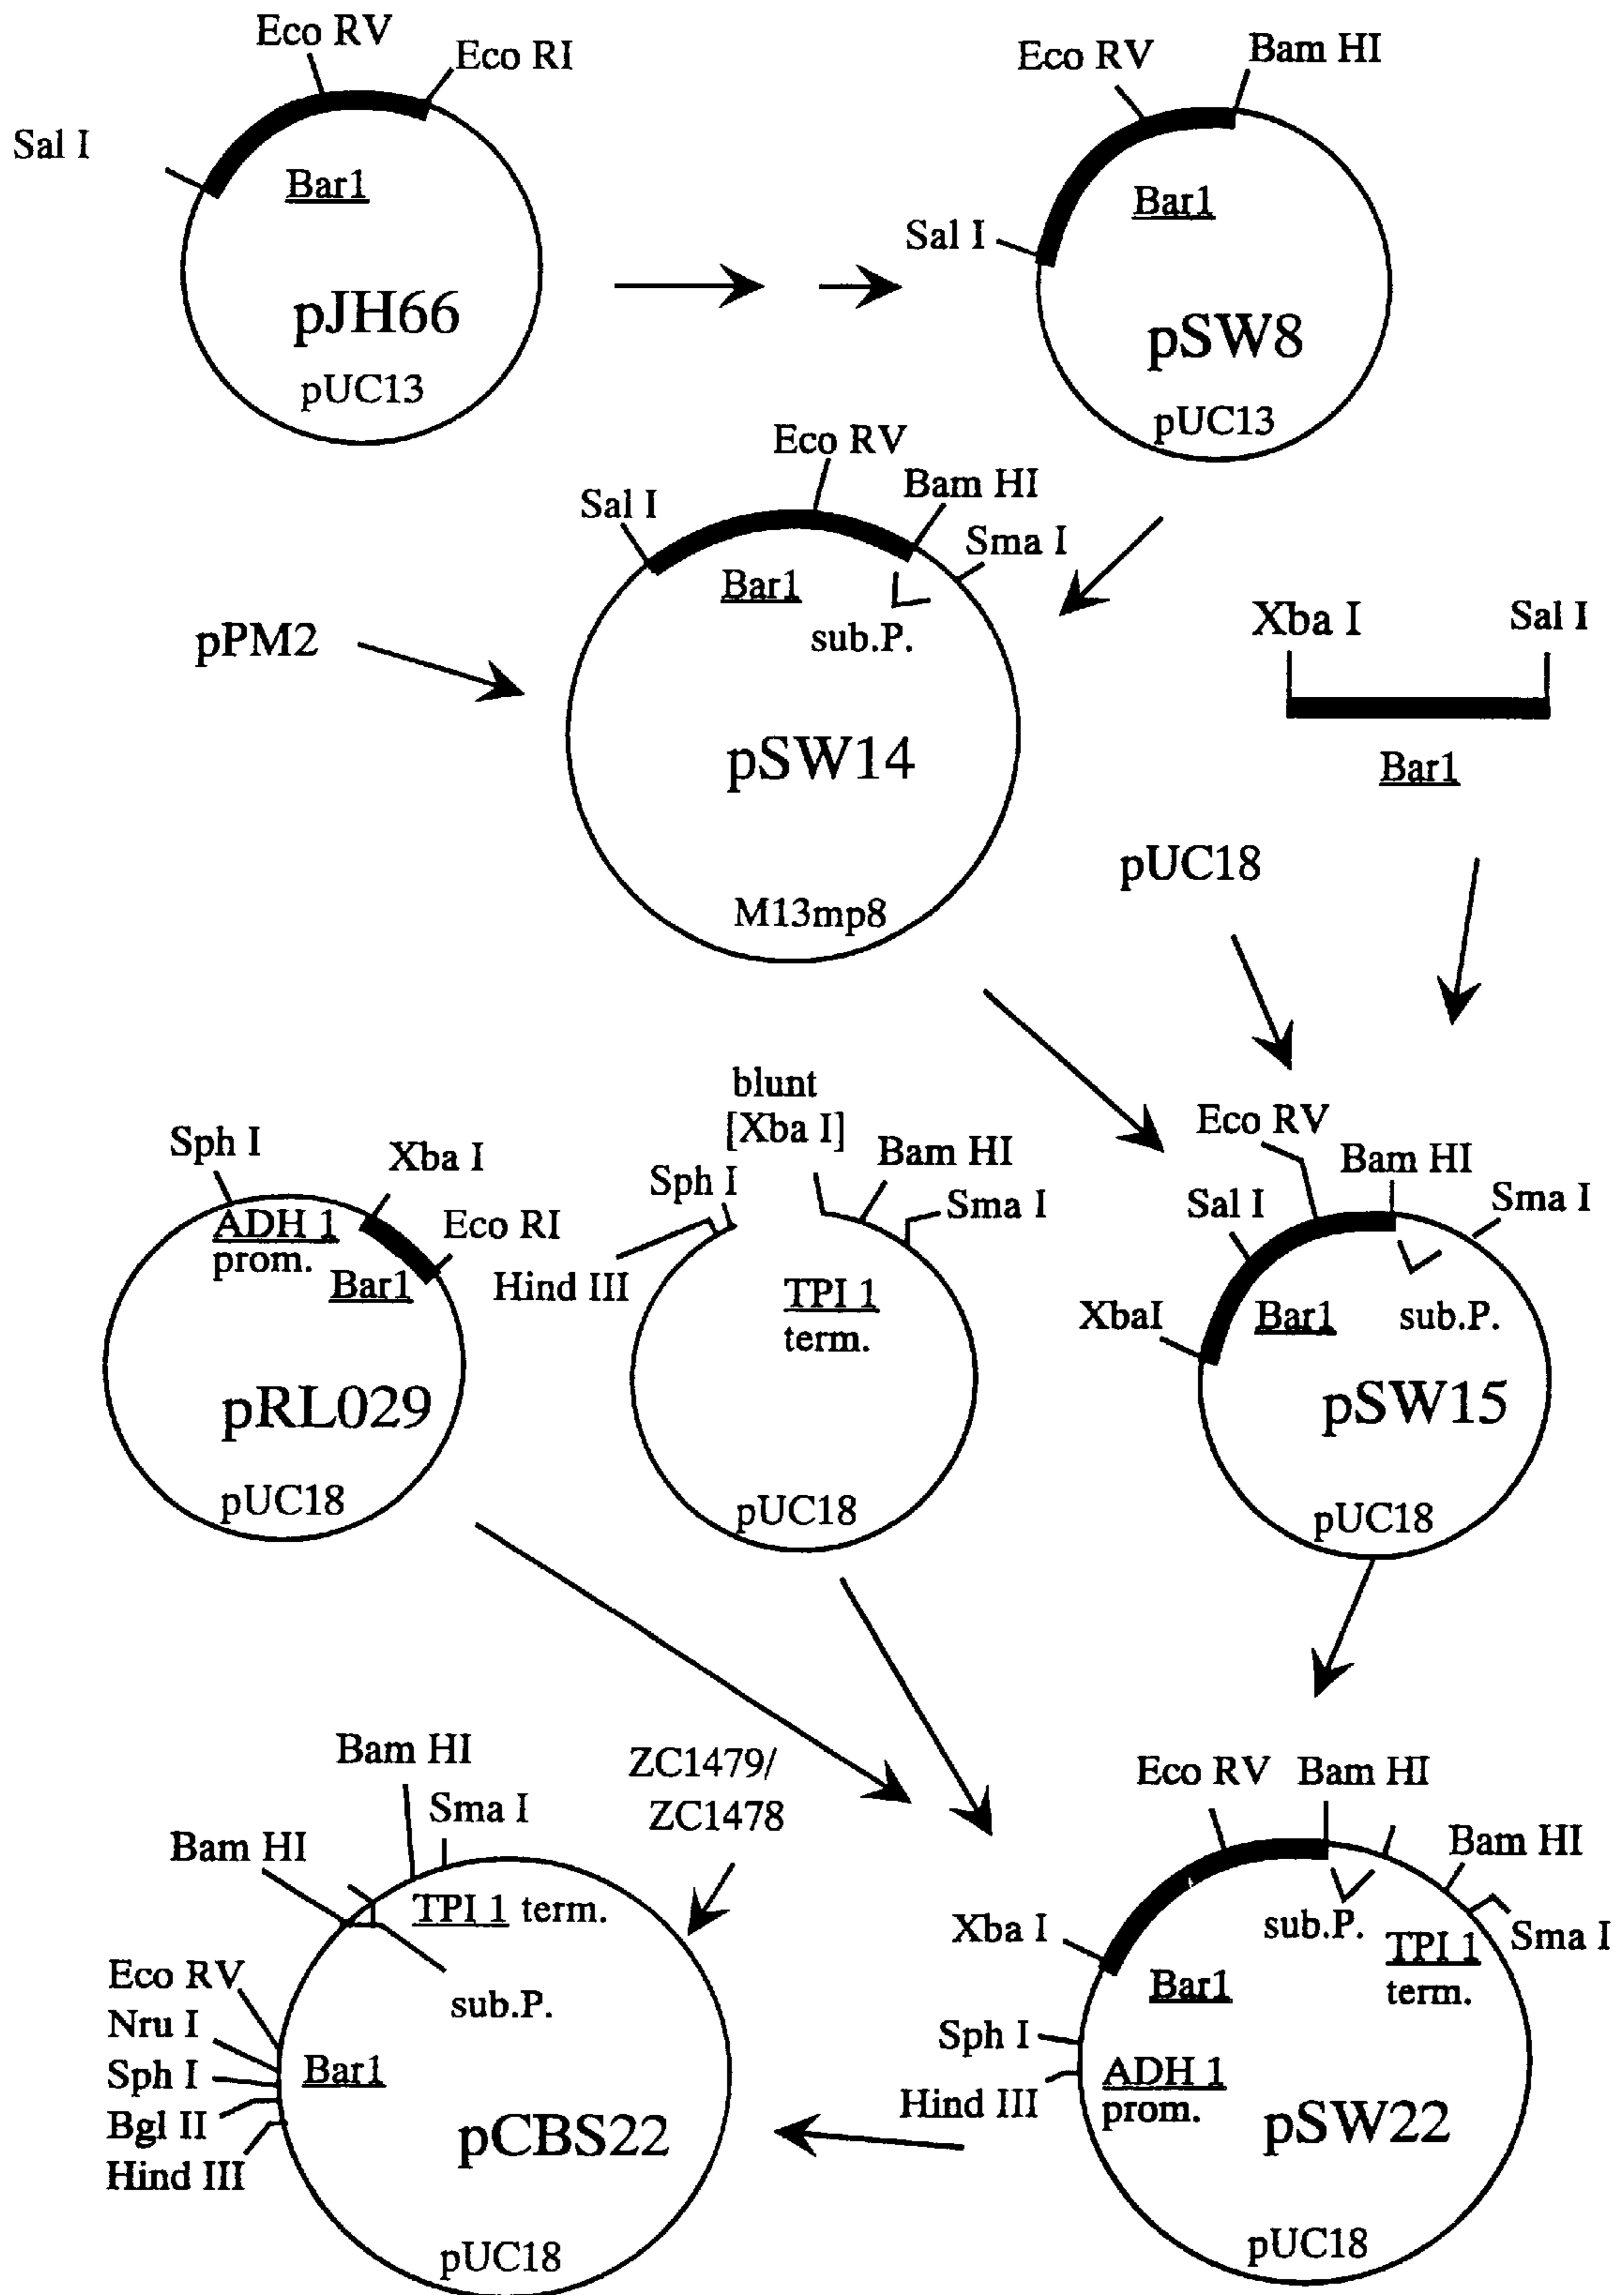 Eco RV
Eco RI
Sal I
Bar1
pJH66
pUC13
Eco RV
Bam HI
Bar1
Sal I
pSW8
pUC13
Eco RV
Sal I
Bam HI
Sma I
Bar1
sub.P.
pPM2
pSW14
M13mp8
Xba I
Sal I
Bar1
pUC18
Sph I
Xba I
ADH 1
prom.
Eco RI
Bar1
pRL029
pUC18
blunt
[Xba I]
Sph I
Bam HI
Sma I
Hind III
TPI 1
term.
pUC18
Eco RV
Bam HI
Sal I
Sma I
XbaI
Bar1
sub.P.
pSW15
pUC18
Bam HI
ZC1479/
ZC1478
Sma I
Bam HI
TPI 1 term.
sub.P.
Eco RV
Nru I
Sph I
Bgl II
Hind III
Bar1
pCBS22
pUC18
Eco RV
Bam HI
Bam HI
Xba I
sub.P.
Sma I
TPI 1
term.
Bar1
Sph I
Hind III
ADH 1
prom.
pSW22
pUC18